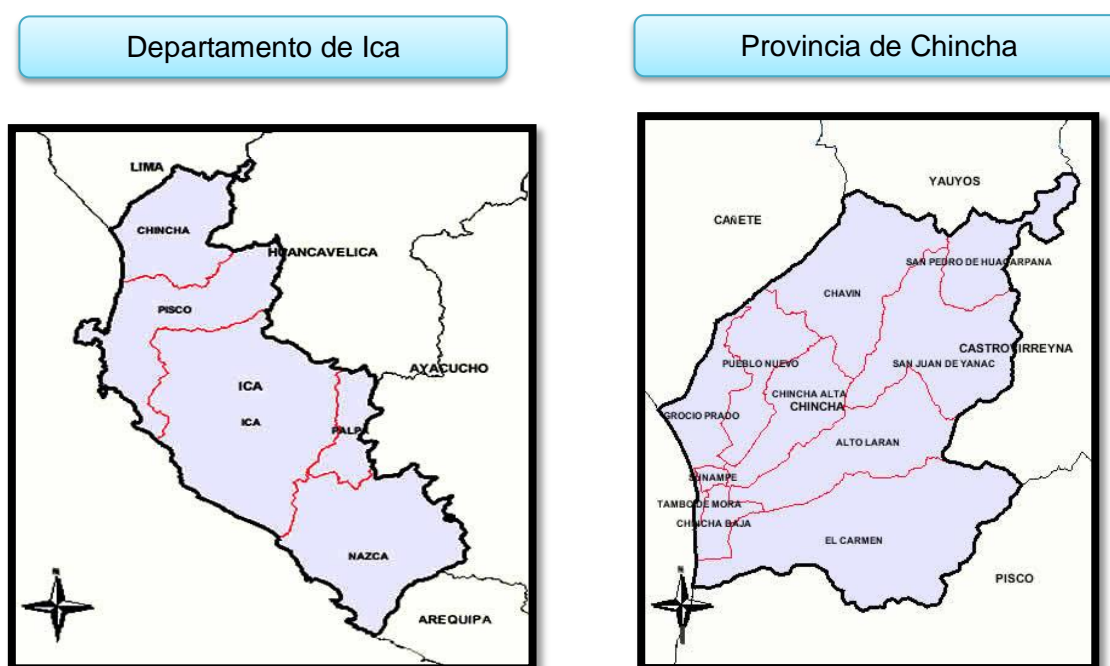 Departamento de Ica
Provincia de Chincha
LIMA
CHINCHA
HUANCAVELICA
PISCO
AYACUCHO
ICA
ICA
PALPA
NAZCA
AREQUIPA
N
YAUYOS
CAÑETE
SAN PEDRO DE HUACARPANA
CHAVIN
CASTROVIRREYNA
PUEBLO NUEVO
SAN JUAN DE YANAC
CHINCHA ALTA
CHINCHA
GROCIO PRADO
ALTO LARAN
SUNAMPE
TAMBO DE MORA
CHINCHA BAJA
EL CARMEN
PISCO
N